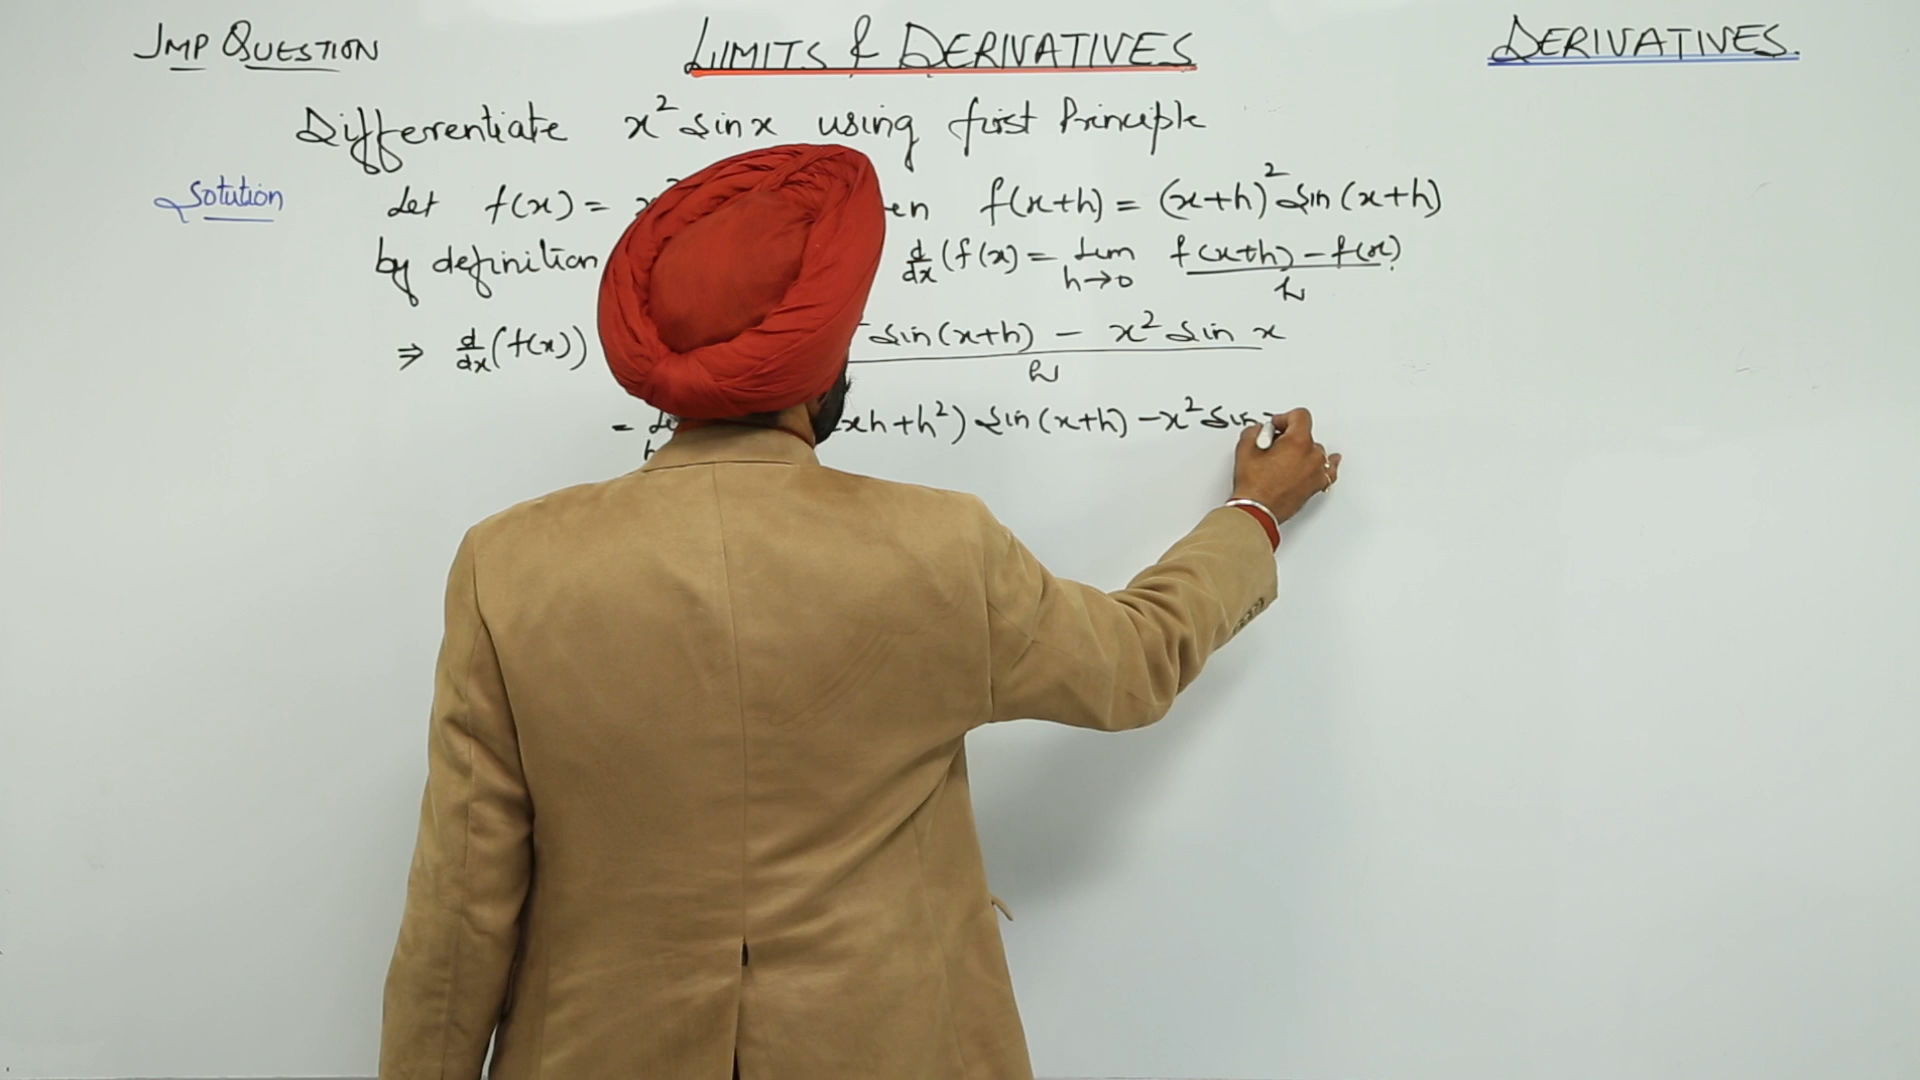 IMP QUESTION
LIMITS & DERIVATIVES
DERIVATIVES.
Differentiate x² sin x using first Principle
Solution
Let f(x) = f(x+h) = (x+h)² sin(x+h)
by definition d/dx (f(x) = Lim h→0 f(x+h) - f(x)/h
⇒ d/dx (f(x)) sin(x+h) - x² sin x/h
= xh + h²) sin(x+h) - x² sin